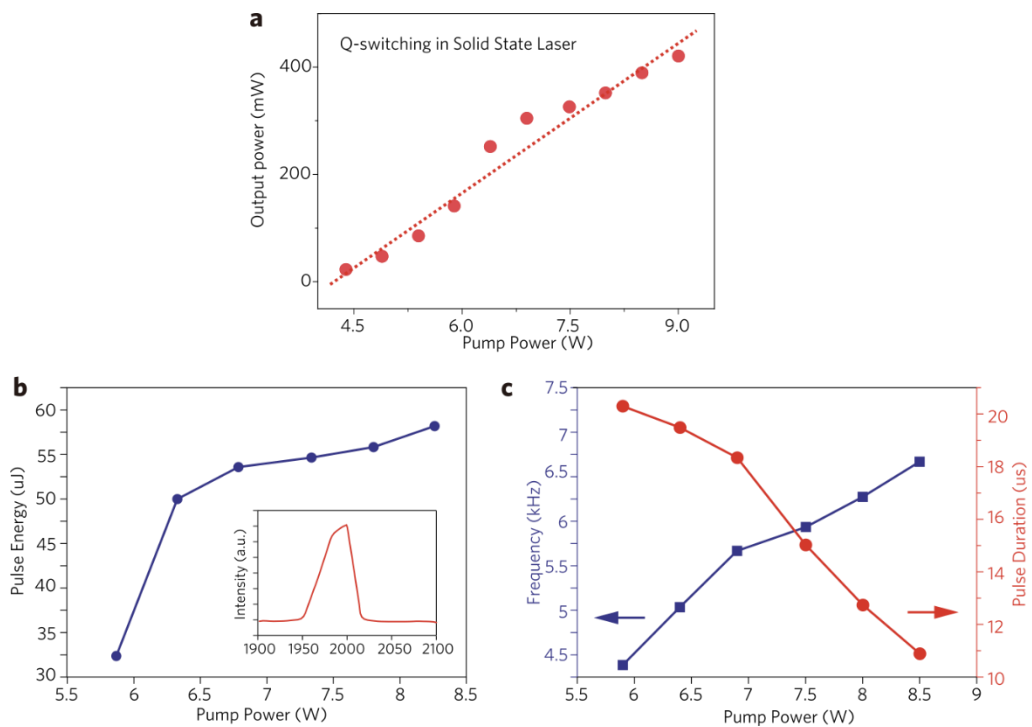 a
Q-switching in Solid State Laser
Output power (mW)
400
200
0
4.5 6.0 7.5 9.0
Pump Power (W)
b
Pulse Energy (uJ)
60
55
50
45
40
35
30
5.5 6 6.5 7 7.5 8 8.5
Pump Power (W)
Intensity (a.u.)
1900 1950 2000 2050 2100
c
Frequency (kHz)
7.5
7
6.5
6
5.5
5
4.5
5.5 6 6.5 7 7.5 8 8.5 9
Pump Power (W)
20
18
16
14
12
10
Pulse Duration (us)